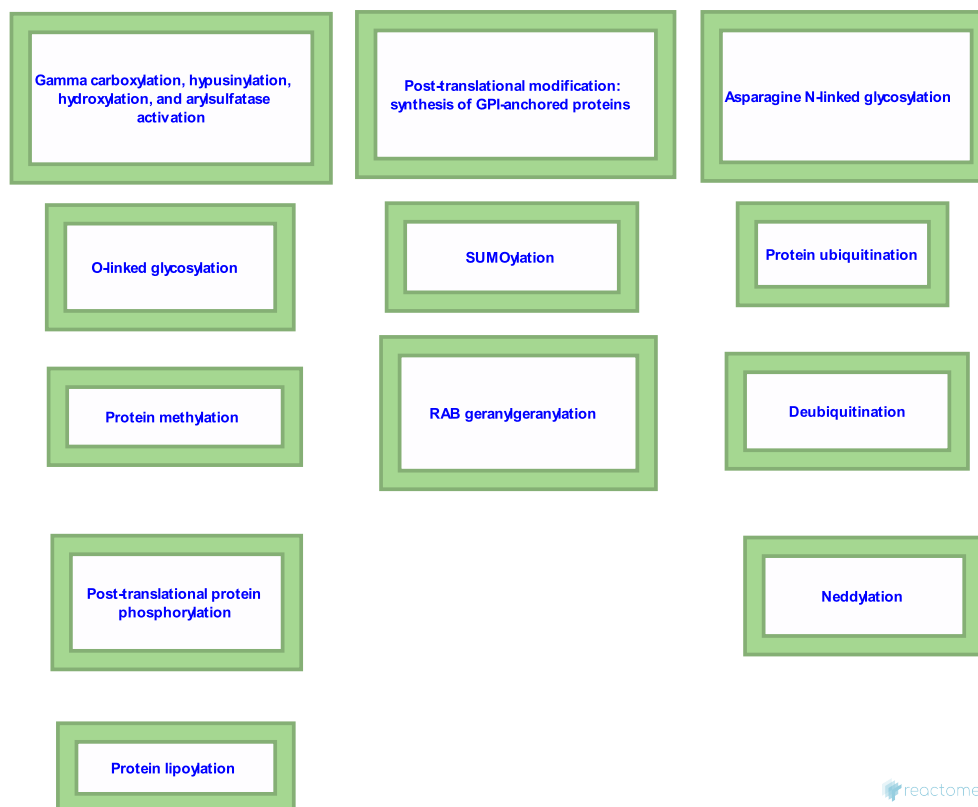 Gamma carboxylation, hypusinylation,
hydroxylation, and arylsulfatase
activation
Post-translational modification:
synthesis of GPI-anchored proteins
Asparagine N-linked glycosylation
O-linked glycosylation
SUMOylation
Protein ubiquitination
Protein methylation
RAB geranylgeranylation
Deubiquitination
Post-translational protein
phosphorylation
Neddylation
Protein lipoylation
reactome